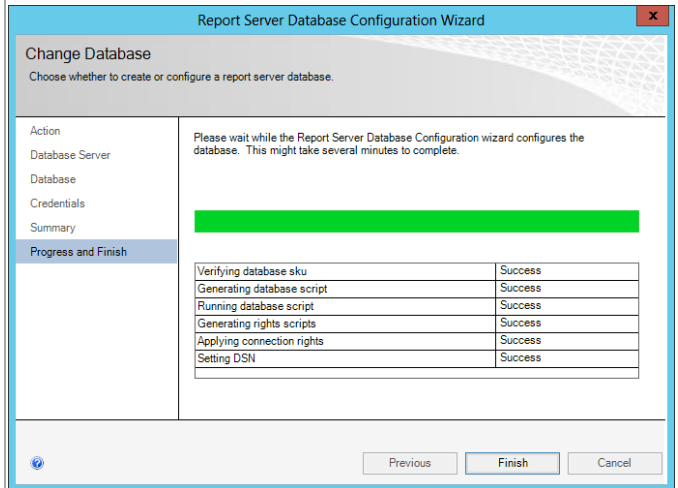 Report Server Database Configuration Wizard
x
Change Database
Choose whether to create or configure a report server database.
Action
Database Server
Database
Credentials
Summary
Progress and Finish
Please wait while the Report Server Database Configuration wizard configures the
database. This might take several minutes to complete.
Verifying database sku Success
Generating database script Success
Running database script Success
Generating rights scripts Success
Applying connection rights Success
Setting DSN Success
? Previous Finish Cancel